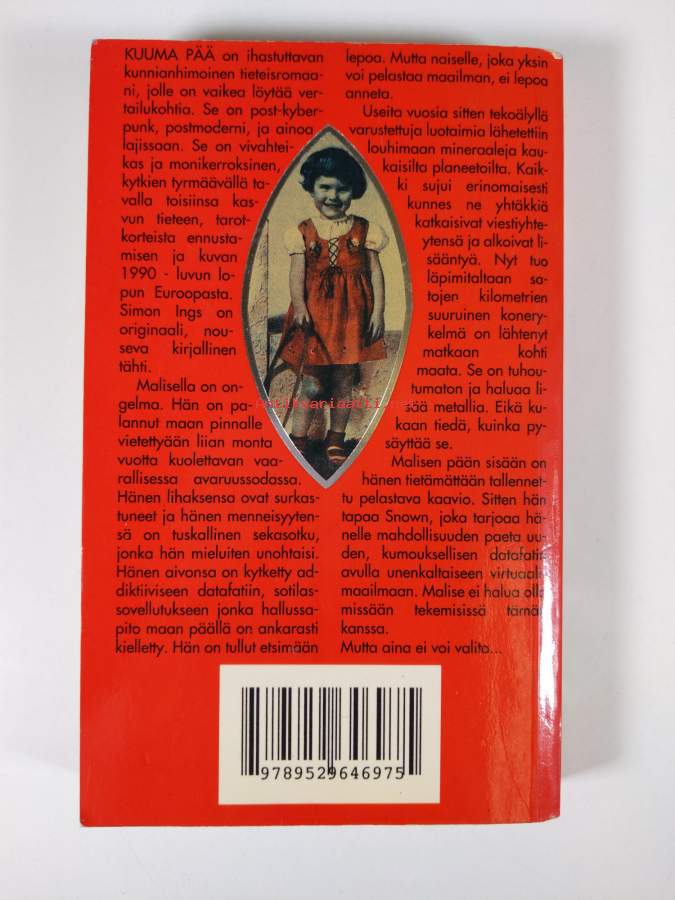 KUUMA PÄÄ on ihastuttavan
kunnianhimoinen tieteisromaa-
ni, jolle on vaikea löytää ver-
tailukohtia. Se on post-kyber-
punk, postmoderni, ja ainoa
lajissaan. Se on vivahtei-
kas ja monikerroksinen,
kytkien tyrmäävällä ta-
valla toisiinsa kas-
vun tieteen, tarot-
korteista ennusta-
misen ja kuvan
1990 - luvun lo-
pun Euroopasta.
Simon Ings on
originaali, nou-
seva kirjallinen
tähti.
Malisella on on-
gelma. Hän on pa-
lannut maan pinnalle
vietettyään liian monta
vuotta kuolettavan vaa-
rallisessa avaruussodassa.
Hänen lihaksensa ovat surkas-
tuneet ja hänen menneisyyten-
sä on tuskallinen sekasotku,
jonka hän mieluiten unohtaisi.
Hänen aivonsa on kytketty ad-
diktiiviseen datafatiin, sotilas-
sovellutukseen jonka hallussa-
pito maan päällä on ankarasti
kielletty. Hän on tullut etsimään
lepoa. Mutta naiselle, joka yksin
voi pelastaa maailman, ei lepoa
anneta.
Useita vuosia sitten tekoälyllä
varustettuja luotaimia lähetettiin
louhimaan mineraaleja kau-
kaisilta planeetoilta. Kaik-
ki sujui erinomaisesti
kunnes ne yhtäkkiä
katkaisivat viestiyhte-
ytensä ja alkoivat li-
sääntyä. Nyt tuo
läpimitaltaan sa-
tojen kilometrien
suuruinen konery-
kelmä on lähtenyt
matkaan kohti
maata. Se on tuhou-
tumaton ja haluaa li-
sää metallia. Eikä ku-
kaan tiedä, kuinka py-
säyttää se.
Malisen pään sisään on
hänen tietämättään tallennet-
tu pelastava kaavio. Sitten hän
tapaa Snown, joka tarjoaa hä-
nelle mahdollisuuden paeta uu-
den, kumouksellisen datafatin
avulla unenkaltaiseen virtuaali-
maailmaan. Malise ei halua olla
missään tekemisissä tämän
kanssa.
Mutta aina ei voi valita...
9789529646975